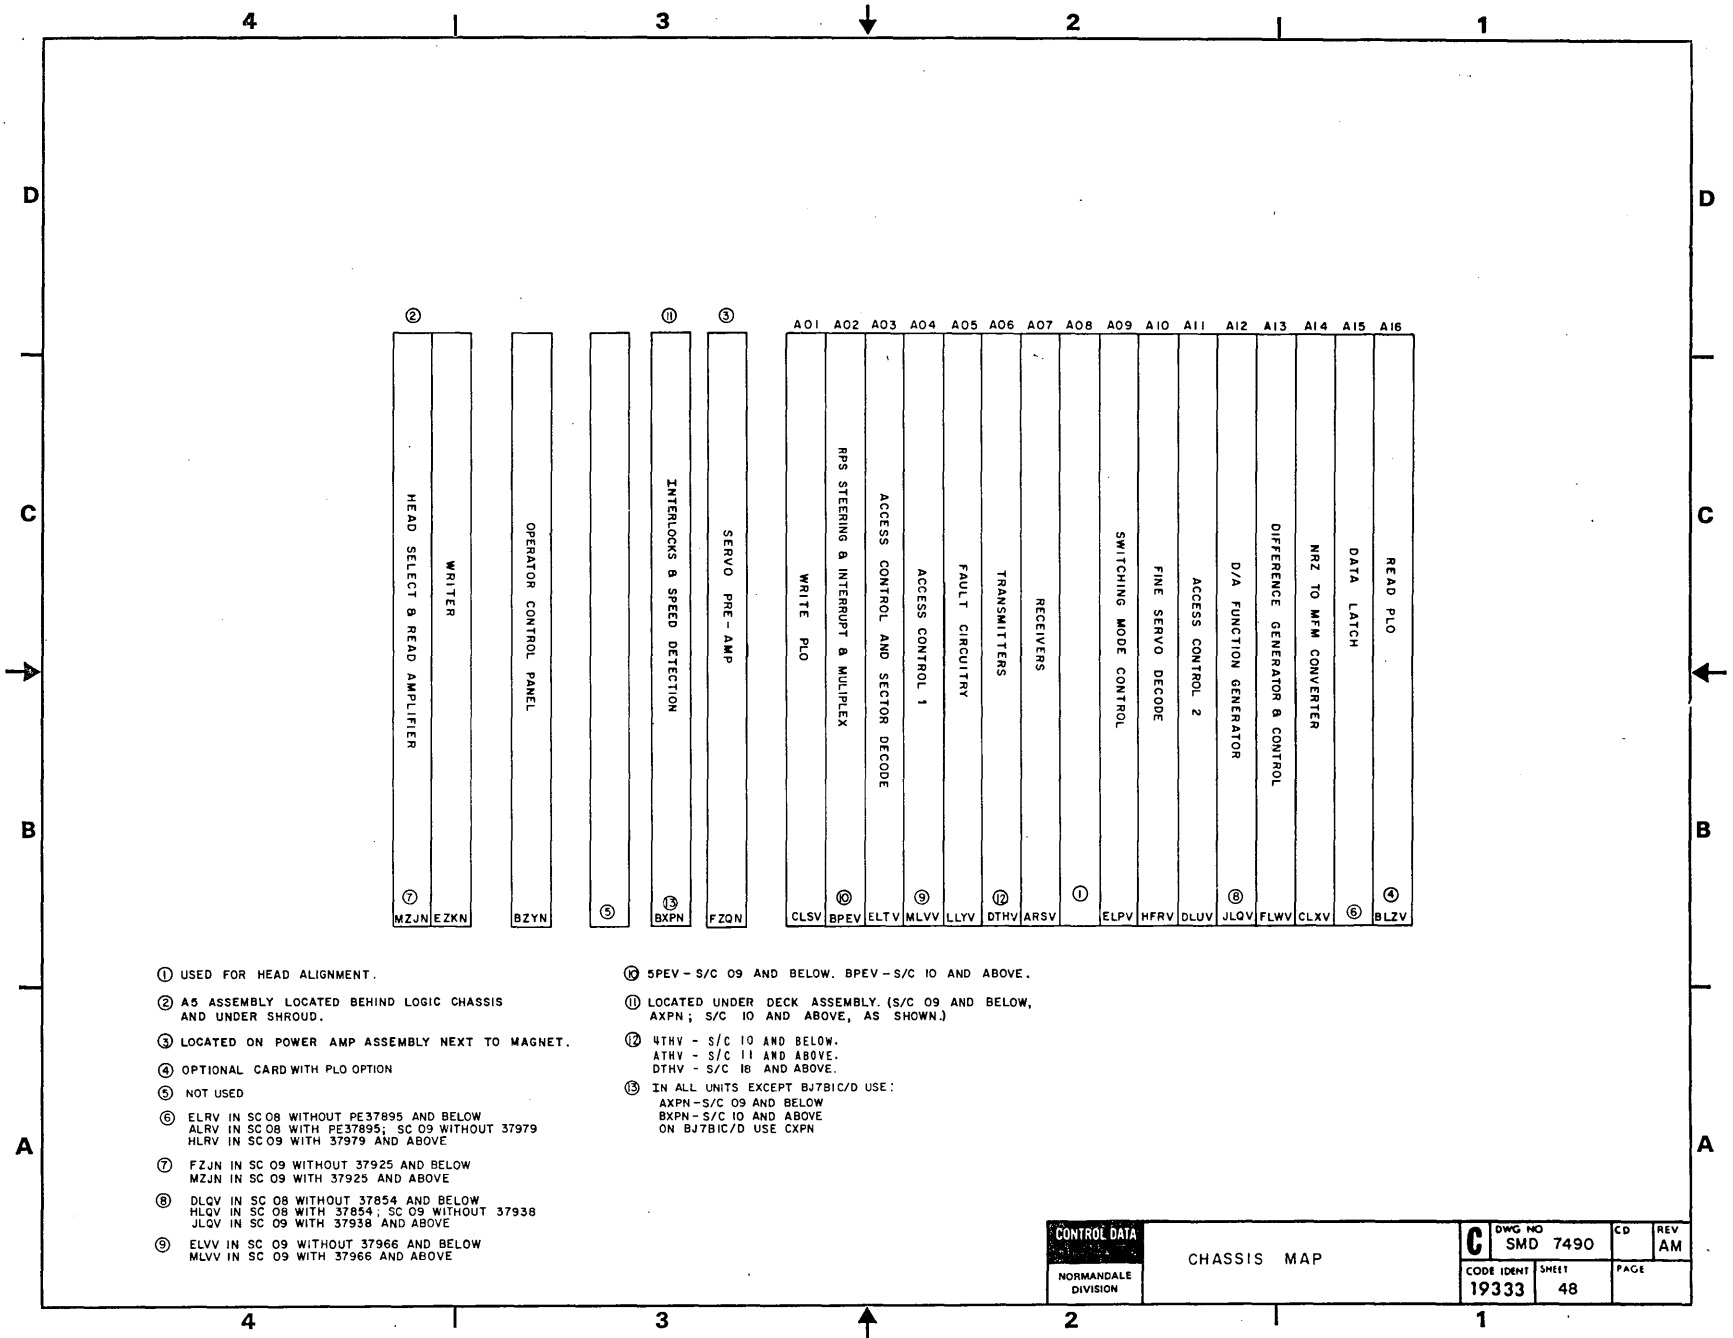 4 3 2 1
D D
② ⑪ ③
A01 A02 A03 A04 A05 A06 A07 A08 A09 A10 A11 A12 A13 A14 A15 A16
HEAD SELECT & READ AMPLIFIER
WRITER
OPERATOR CONTROL PANEL
INTERLOCKS & SPEED DETECTION
SERVO PRE-AMP
WRITE PLO
RPS STEERING & INTERRUPT & MULIPLEX
ACCESS CONTROL AND SECTOR DECODE
ACCESS CONTROL 1
FAULT CIRCUITRY
TRANSMITTERS
RECEIVERS
SWITCHING MODE CONTROL
FINE SERVO DECODE
ACCESS CONTROL 2
D/A FUNCTION GENERATOR
DIFFERENCE GENERATOR & CONTROL
NRZ TO MFM CONVERTER
DATA LATCH
READ PLO
C C
B B
⑦ ⑤ ⑬ ⑩ ⑨ ⑫ ① ⑧ ⑥ ④
MZJN EZKN BZYN BXPN FZQN CLSV BPEV ELTV MLVV LLYV DTHV ARSV ELPV HFRV DLUV JLQV FLWV CLXV BLZV
① USED FOR HEAD ALIGNMENT.
② A5 ASSEMBLY LOCATED BEHIND LOGIC CHASSIS
AND UNDER SHROUD.
③ LOCATED ON POWER AMP ASSEMBLY NEXT TO MAGNET.
④ OPTIONAL CARD WITH PLO OPTION
⑤ NOT USED
⑥ ELRV IN SC 08 WITHOUT PE37895 AND BELOW
ALRV IN SC 08 WITH PE37895; SC 09 WITHOUT 37979
HLRV IN SC 09 WITH 37979 AND ABOVE
⑦ FZJN IN SC 09 WITHOUT 37925 AND BELOW
MZJN IN SC 09 WITH 37925 AND ABOVE
⑧ DLQV IN SC 08 WITHOUT 37854 AND BELOW
HLQV IN SC 08 WITH 37854; SC 09 WITHOUT 37938
JLQV IN SC 09 WITH 37938 AND ABOVE
⑨ ELVV IN SC 09 WITHOUT 37966 AND BELOW
MLVV IN SC 09 WITH 37966 AND ABOVE
⑩ 5PEV - S/C 09 AND BELOW. BPEV - S/C 10 AND ABOVE.
⑪ LOCATED UNDER DECK ASSEMBLY. (S/C 09 AND BELOW,
AXPN; S/C 10 AND ABOVE, AS SHOWN.)
⑫ 4THV - S/C 10 AND BELOW.
ATHV - S/C 11 AND ABOVE.
DTHV - S/C 18 AND ABOVE.
⑬ IN ALL UNITS EXCEPT BJ7B1C/D USE:
AXPN - S/C 09 AND BELOW
BXPN - S/C 10 AND ABOVE
ON BJ7B1C/D USE CXPN
A A
CONTROL DATA
NORMANDALE
DIVISION
CHASSIS MAP
C
DWG NO
SMD 7490
CD
REV
AM
CODE IDENT
19333
SHEET
48
PAGE
4 3 2 1